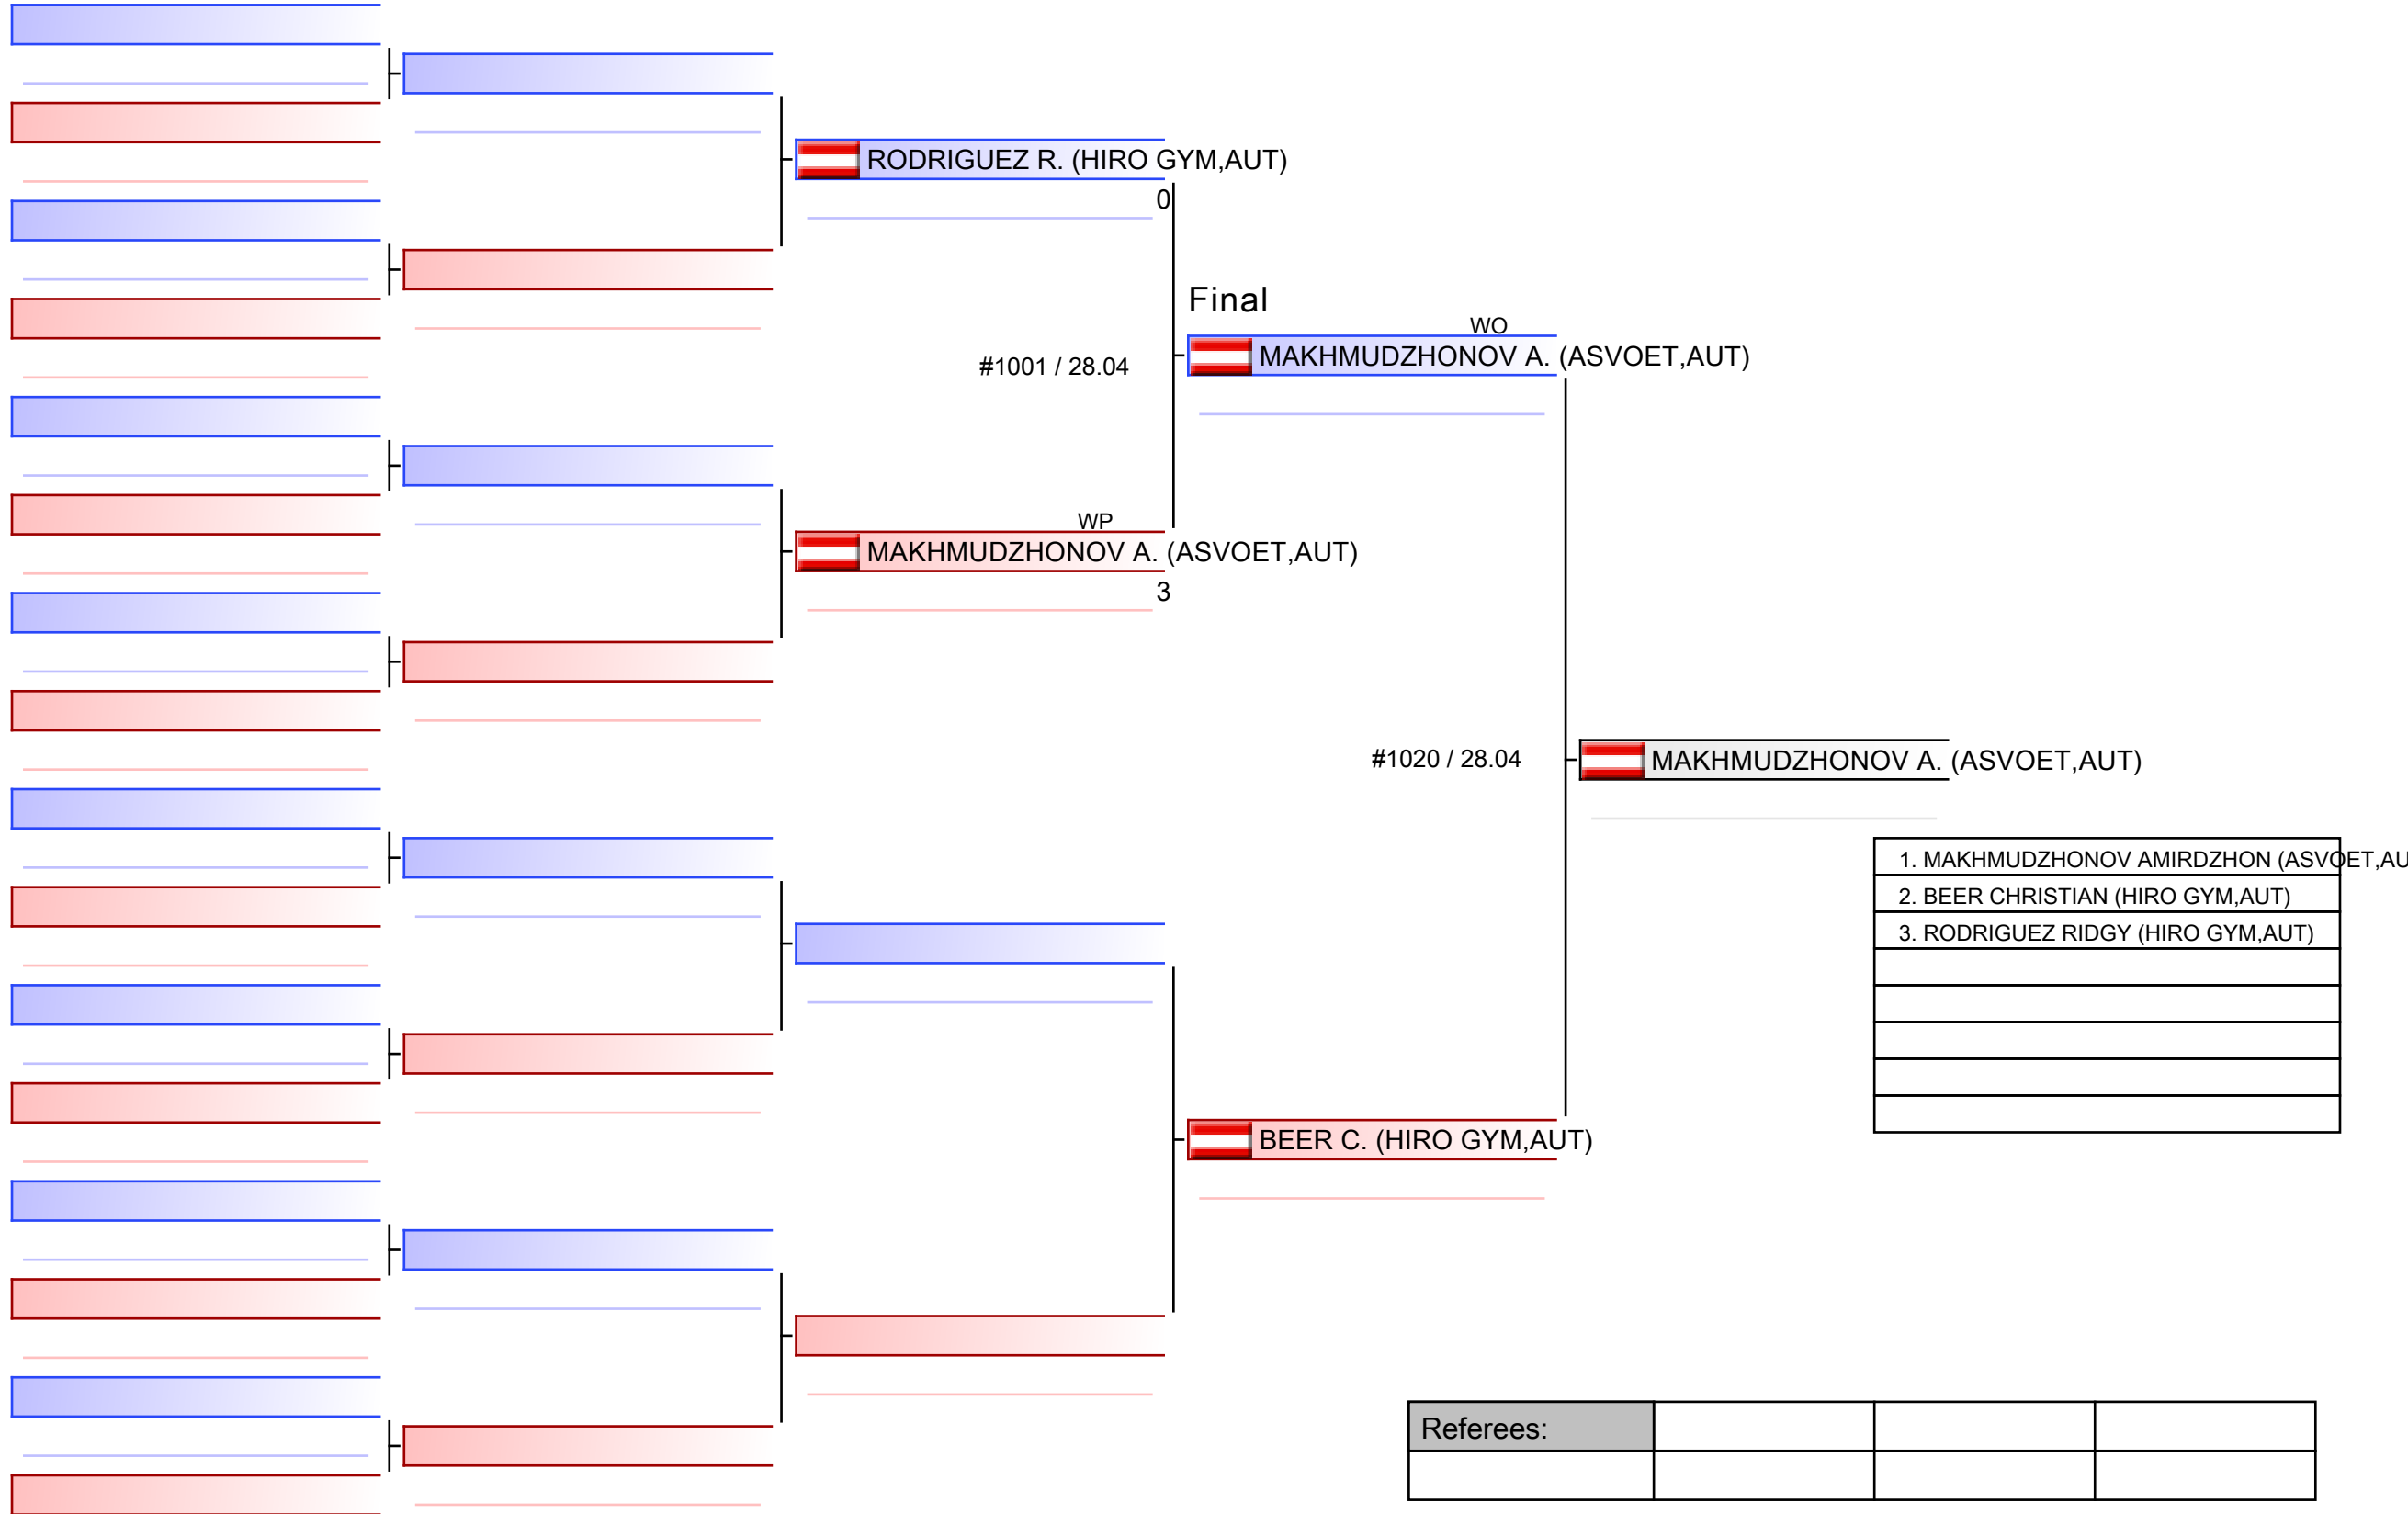 RODRIGUEZ R. (HIRO GYM,AUT)
0
Final
WO
MAKHMUDZHONOV A. (ASVOET,AUT)
#1001 / 28.04
WP
MAKHMUDZHONOV A. (ASVOET,AUT)
3
#1020 / 28.04
MAKHMUDZHONOV A. (ASVOET,AUT)
1. MAKHMUDZHONOV AMIRDZHON (ASVOET,AU
2. BEER CHRISTIAN (HIRO GYM,AUT)
3. RODRIGUEZ RIDGY (HIRO GYM,AUT)
BEER C. (HIRO GYM,AUT)
Referees: